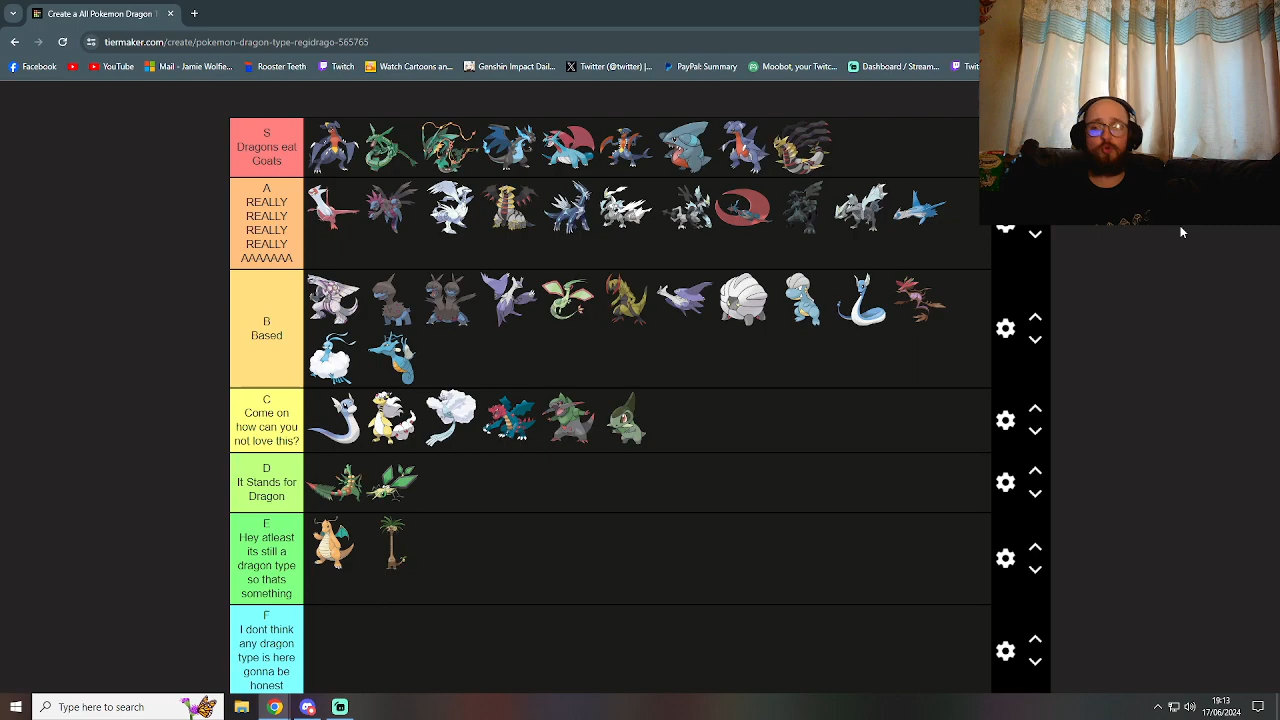 Create a All Pokemon Dragon T
tiermaker.com/create/pokemon-dragon-type-regidrago-565765
Facebook
YouTube
Mail - Jamie Wolfie...
Rooster Teeth
Twitch
Watch Cartoons an...
Genshin Impact Dail...
Twitter (@twitter) |...
PayPal Summary
Moobot, your Twitc...
Dashboard / Stream...
Twit
S
Dragons eat
Goats
A
REALLY
REALLY
REALLY
REALLY
AAAAAAA
B
Based
C
Come on
how can you
not love this?
D
It Stands for
Dragon
E
Hey atleast
its still a
dragon type
so thats
something
F
I dont think
any dragon
type is here
gonna be
honest
Type here to search
19:13
17/06/2024